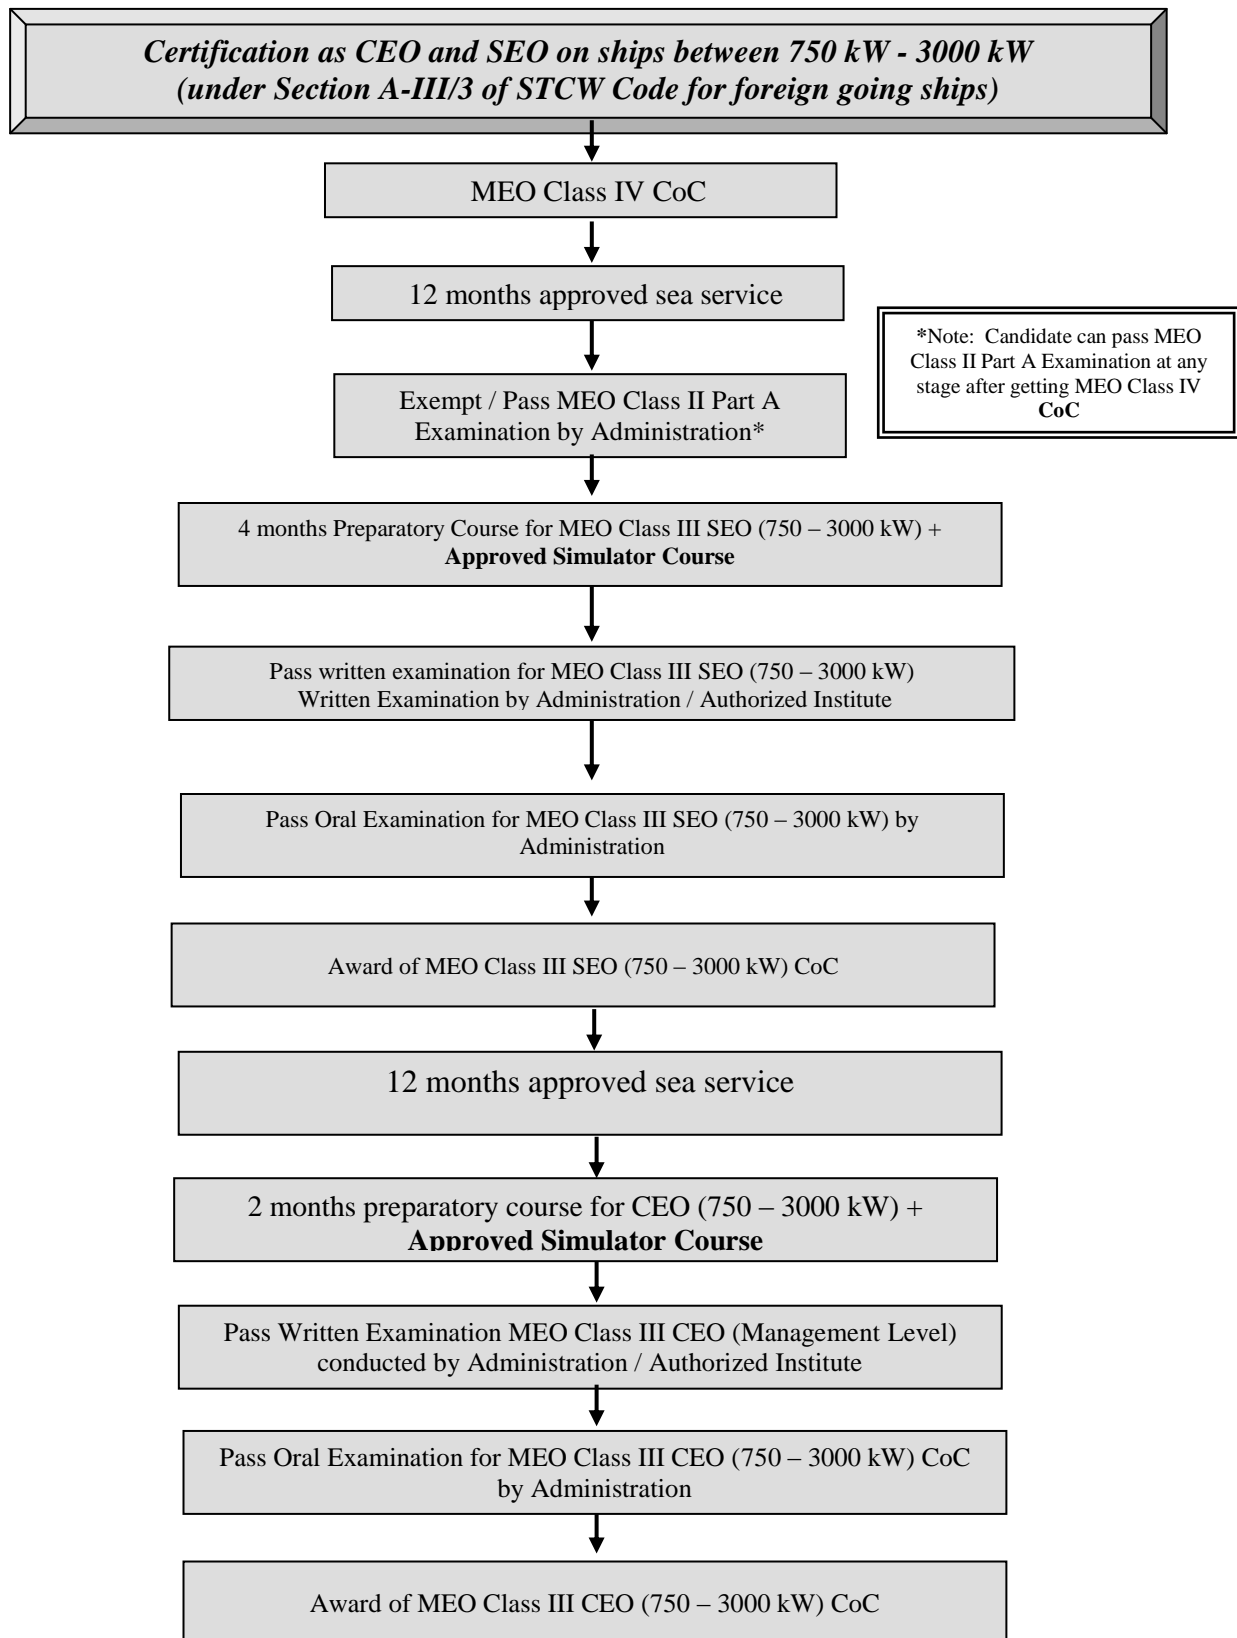 Certification as CEO and SEO on ships between 750 kW - 3000 kW
(under Section A-III/3 of STCW Code for foreign going ships)
MEO Class IV CoC
12 months approved sea service
*Note: Candidate can pass MEO
Class II Part A Examination at any
stage after getting MEO Class IV
CoC
Exempt / Pass MEO Class II Part A
Examination by Administration*
4 months Preparatory Course for MEO Class III SEO (750 – 3000 kW) +
Approved Simulator Course
Pass written examination for MEO Class III SEO (750 – 3000 kW)
Written Examination by Administration / Authorized Institute
Pass Oral Examination for MEO Class III SEO (750 – 3000 kW) by
Administration
Award of MEO Class III SEO (750 – 3000 kW) CoC
12 months approved sea service
2 months preparatory course for CEO (750 – 3000 kW) +
Approved Simulator Course
Pass Written Examination MEO Class III CEO (Management Level)
conducted by Administration / Authorized Institute
Pass Oral Examination for MEO Class III CEO (750 – 3000 kW) CoC
by Administration
Award of MEO Class III CEO (750 – 3000 kW) CoC